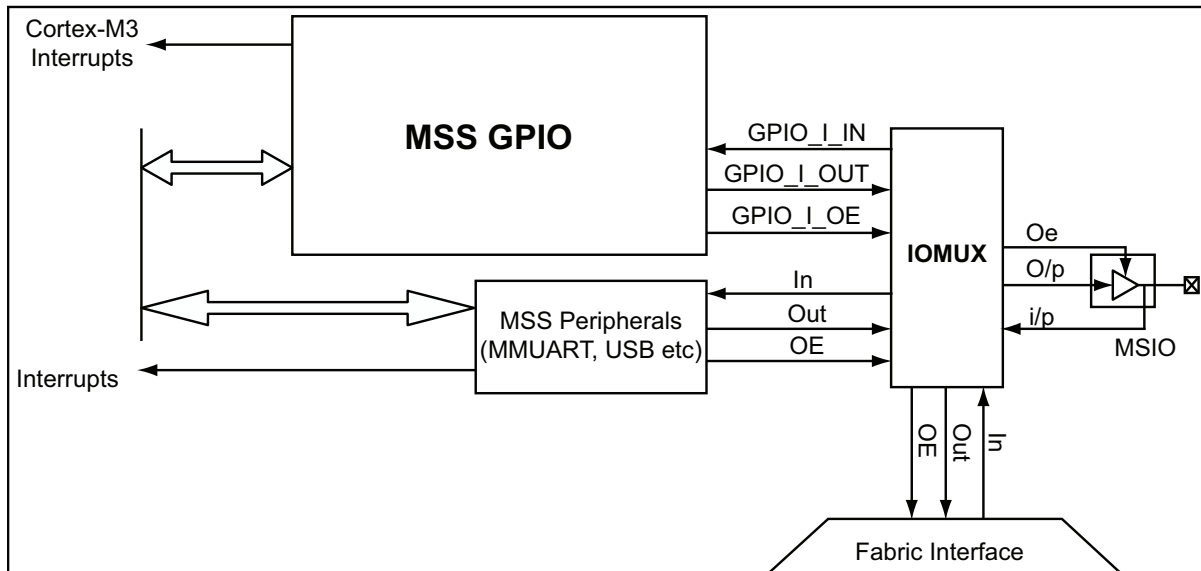 Cortex-M3
Interrupts
MSS GPIO
GPIO_I_IN
GPIO_I_OUT
GPIO_I_OE
IOMUX
Oe
O/p
i/p
MSIO
In
Out
OE
MSS Peripherals
(MMUART, USB etc)
Interrupts
OE
Out
In
Fabric Interface